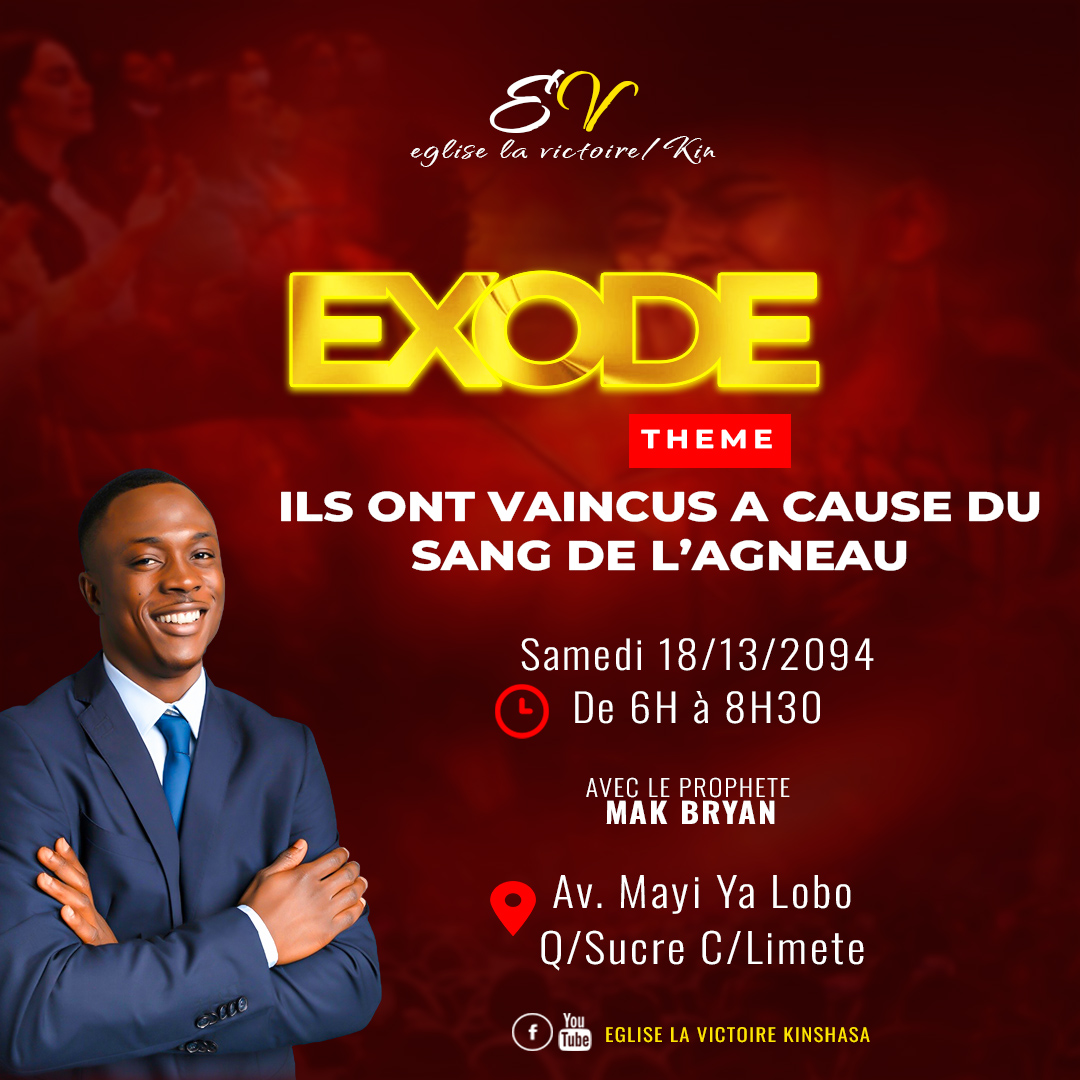 EV
eglise la victoire/ Kin
EXODE
THEME
ILS ONT VAINCUS A CAUSE DU
SANG DE L'AGNEAU
Samedi 18/13/2094
De 6H à 8H30
AVEC LE PROPHETE
MAK BRYAN
Av. Mayi Ya Lobo
Q/Sucre C/Limete
f You Tube EGLISE LA VICTOIRE KINSHASA